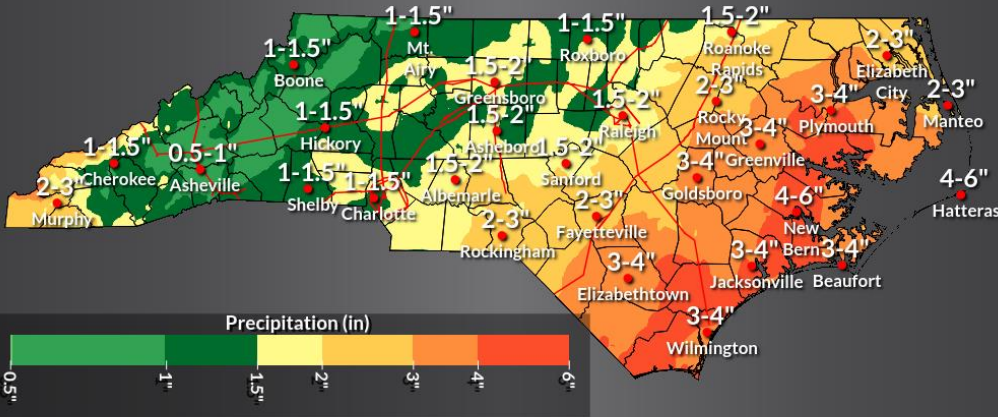 1-1.5"
Mt.
Airy
1-1.5"
Roxboro
1.5-2"
Roanoke
Rapids
1-1.5"
Boone
2-3"
Elizabeth
City
1.5-2"
Greensboro
2-3"
Rocky
Mount
3-4"
Plymouth
2-3"
Manteo
1-1.5"
Hickory
1.5-2"
Asheboro
1.5-2"
Raleigh
3-4"
Greenville
1-1.5"
Cherokee
0.5-1"
Asheville
1-1.5"
Shelby
1-1.5"
Charlotte
1.5-2"
Albemarle
1.5-2"
Sanford
3-4"
Goldsboro
4-6"
New
Bern
4-6"
Hatteras
2-3"
Murphy
2-3"
Rockingham
2-3"
Fayetteville
3-4"
Elizabethtown
3-4"
Jacksonville
3-4"
Beaufort
3-4"
Wilmington
Precipitation (in)
0.5"
1"
1.5"
2"
3"
4"
6"